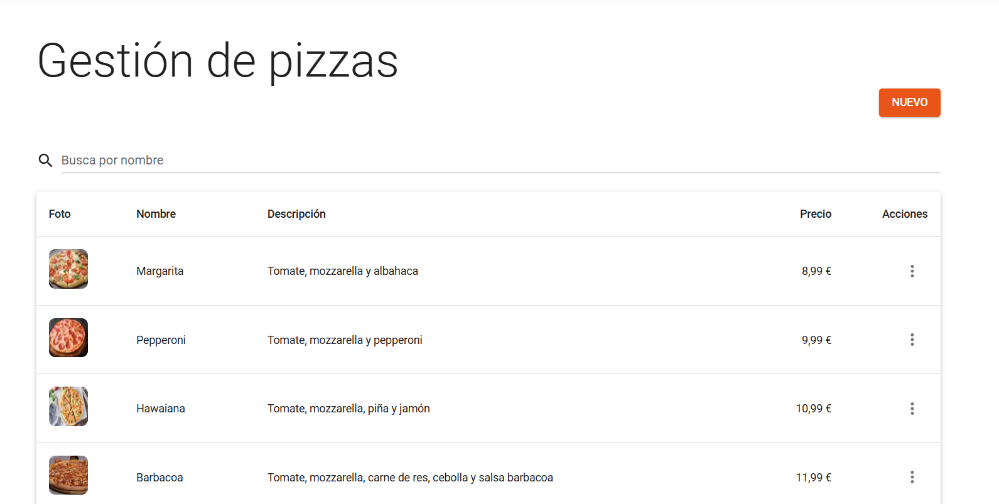 Gestión de pizzas
NUEVO
Busca por nombre
Foto Nombre Descripción Precio Acciones
Margarita Tomate, mozzarella y albahaca 8,99 €
Pepperoni Tomate, mozzarella y pepperoni 9,99 €
Hawaiana Tomate, mozzarella, piña y jamón 10,99 €
Barbacoa Tomate, mozzarella, carne de res, cebolla y salsa barbacoa 11,99 €